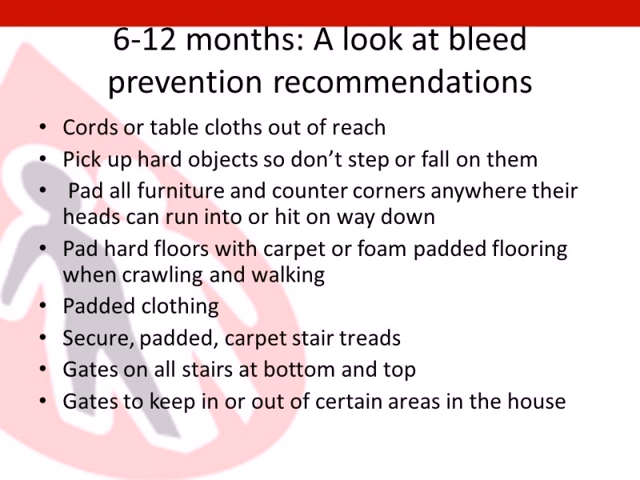 6-12 months: A look at bleed
prevention recommendations
• Cords or table cloths out of reach
• Pick up hard objects so don't step or fall on them
• Pad all furniture and counter corners anywhere their
heads can run into or hit on way down
• Pad hard floors with carpet or foam padded flooring
when crawling and walking
• Padded clothing
• Secure, padded, carpet stair treads
• Gates on all stairs at bottom and top
• Gates to keep in or out of certain areas in the house